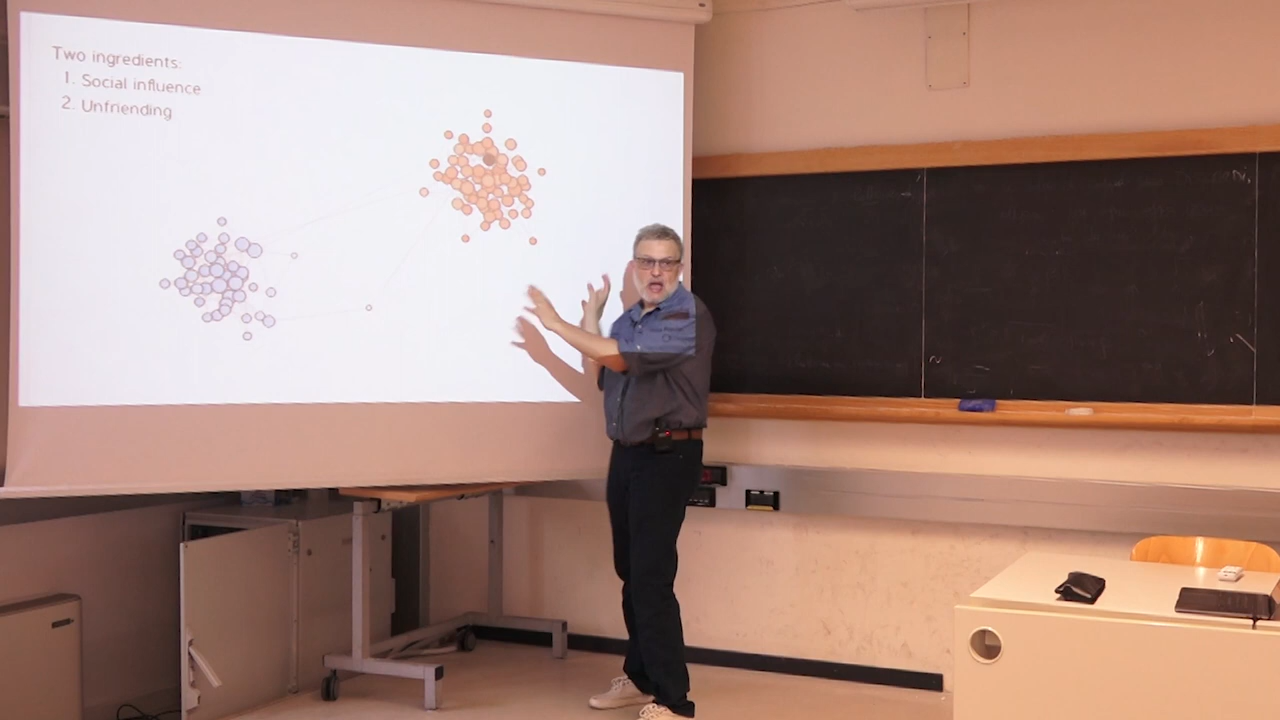 Two ingredients:
1. Social influence
2. Unfriending